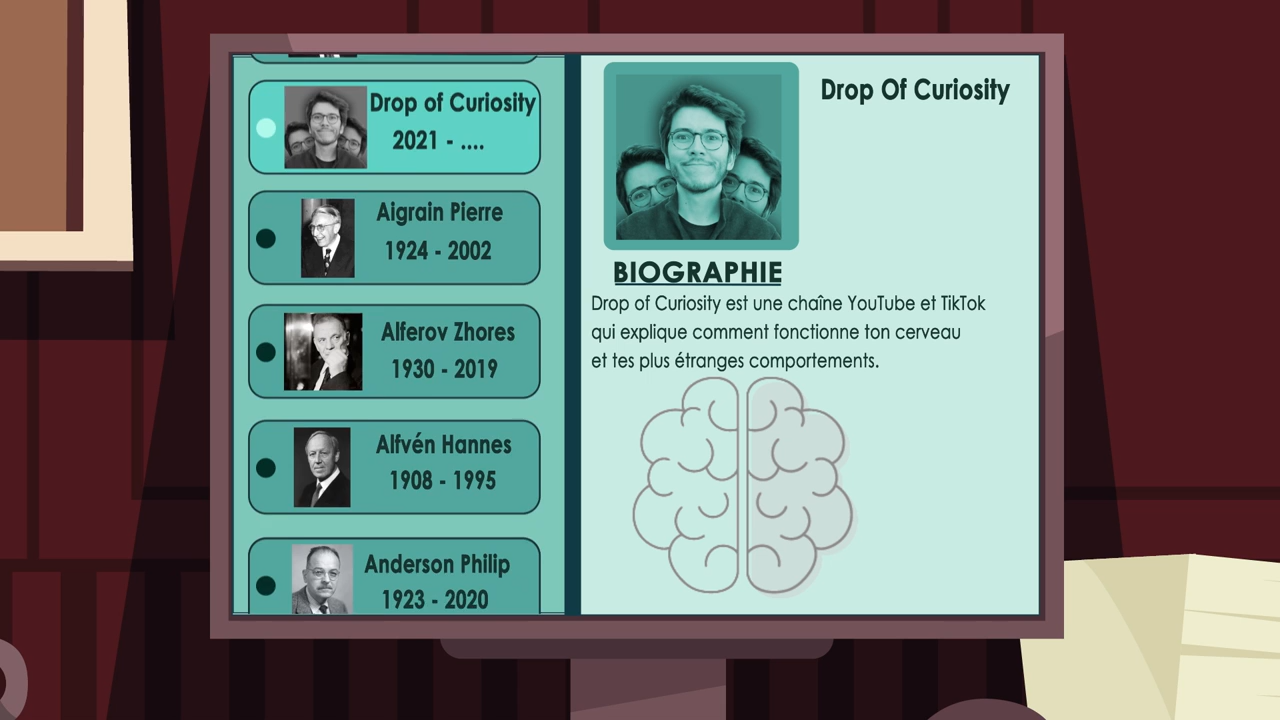 Drop of Curiosity
2021 - ....
Aigrain Pierre
1924 - 2002
Alferov Zhores
1930 - 2019
Alfvén Hannes
1908 - 1995
Anderson Philip
1923 - 2020
Drop Of Curiosity
BIOGRAPHIE
Drop of Curiosity est une chaîne YouTube et TikTok
qui explique comment fonctionne ton cerveau
et tes plus étranges comportements.